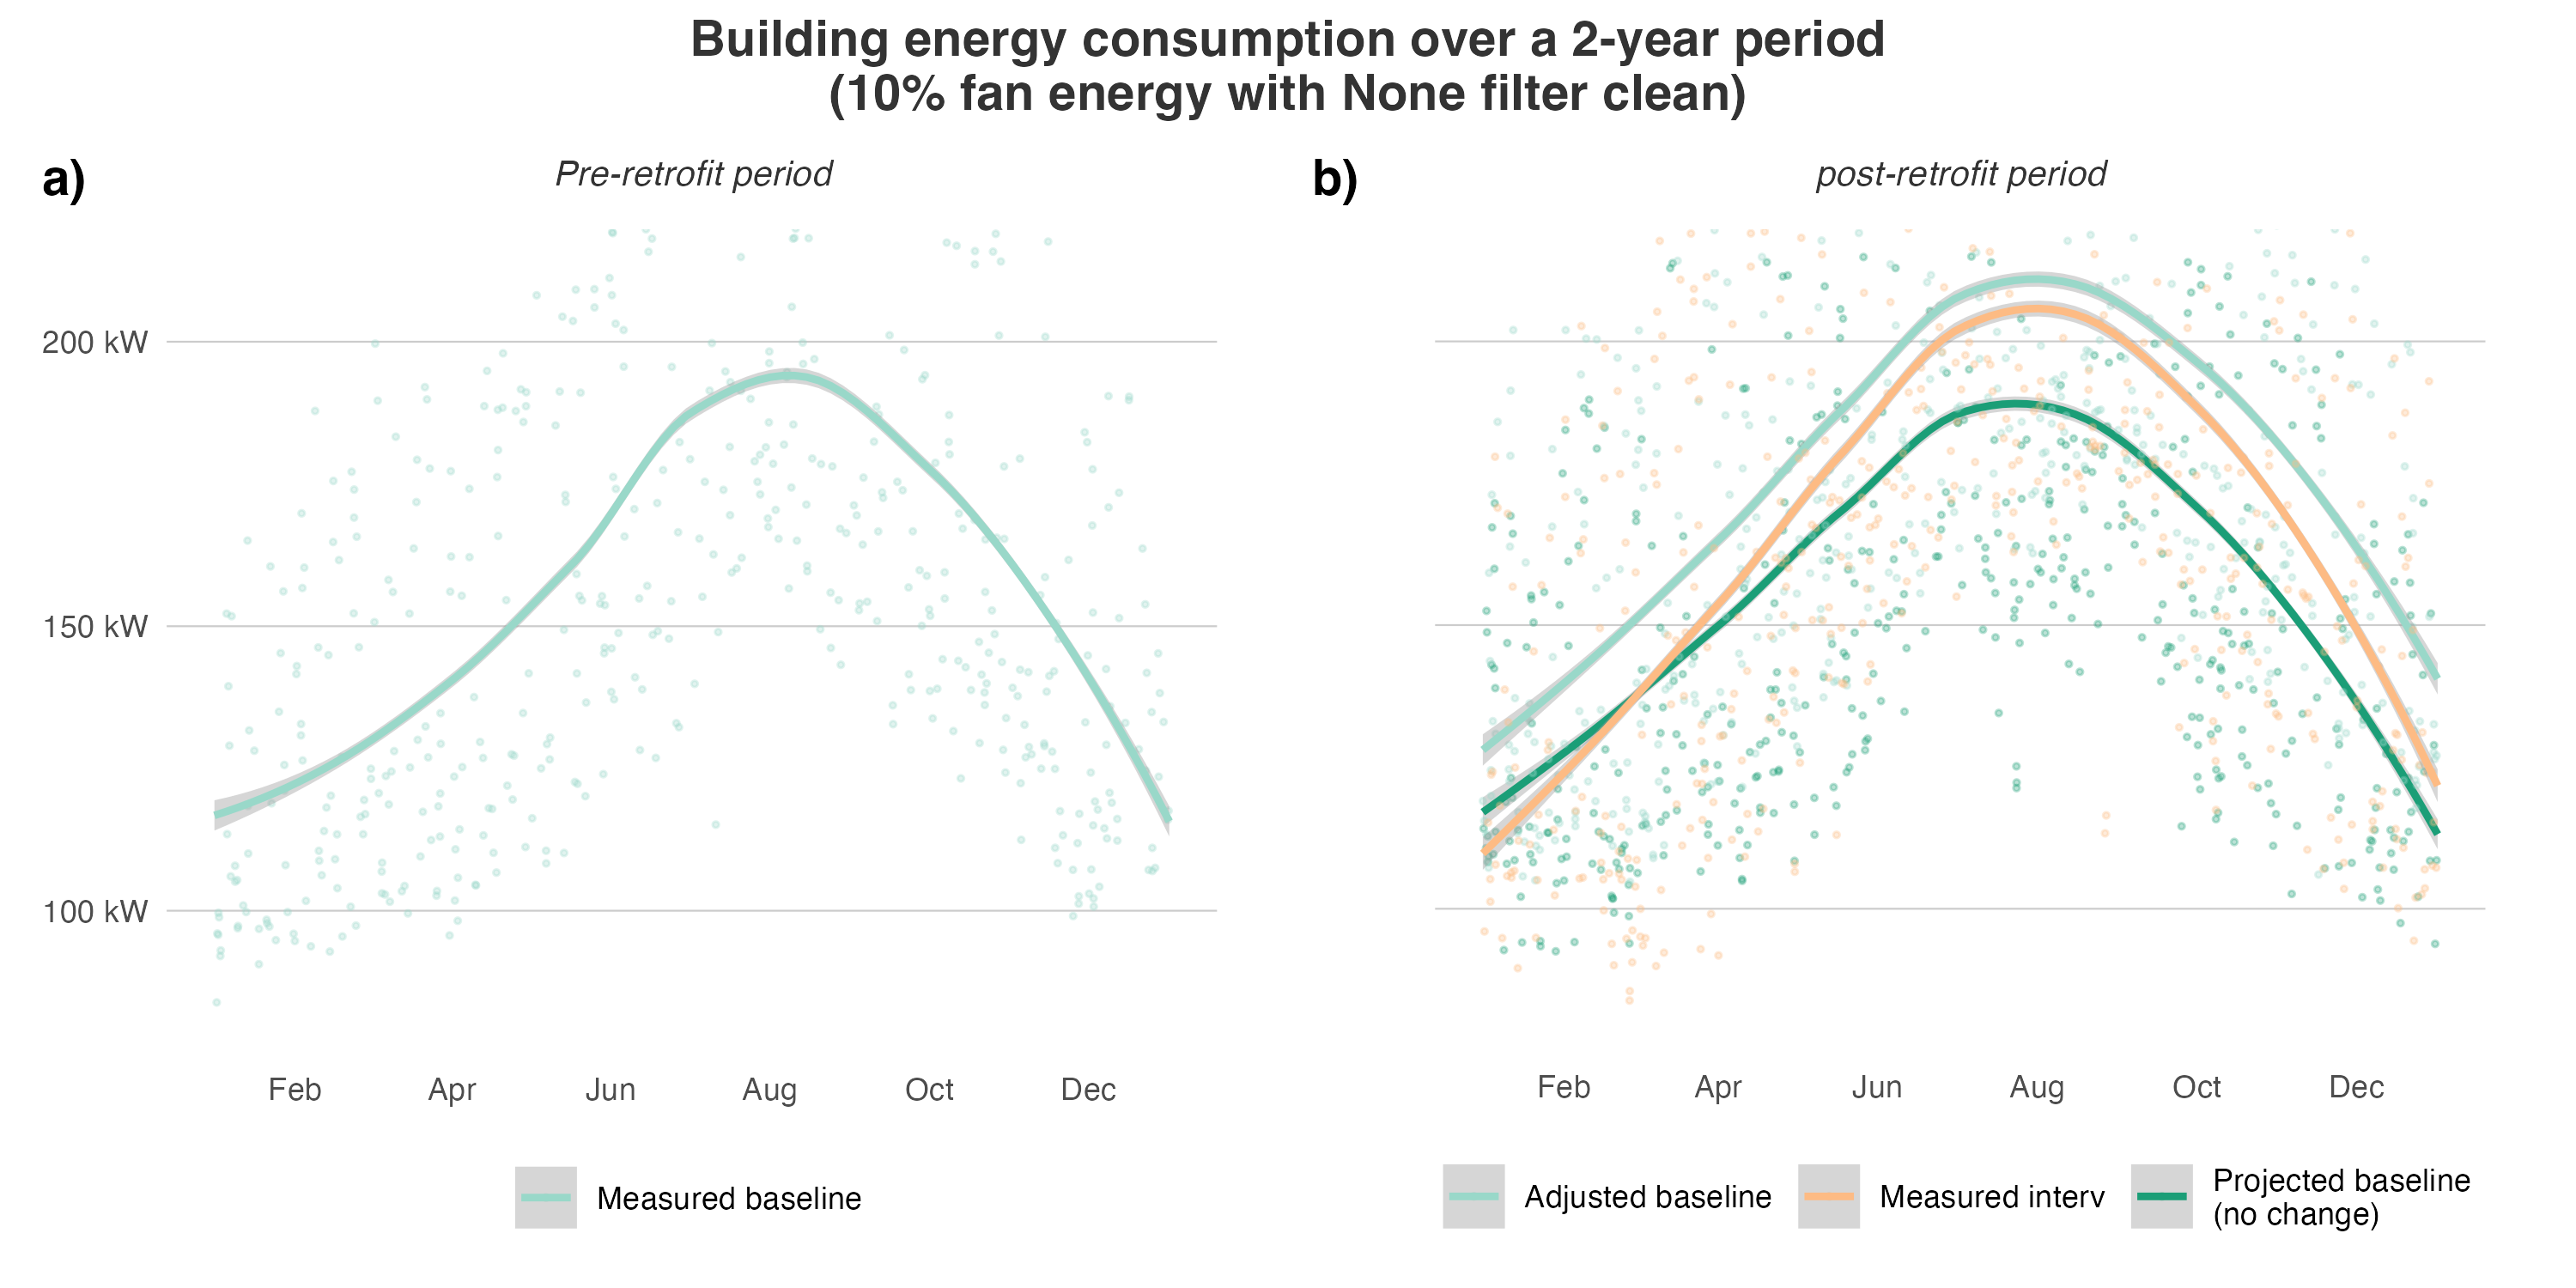 Building energy consumption over a 2-year period
(10% fan energy with None filter clean)
a)
Pre-retrofit period
200 kW
150 kW
100 kW
Feb Apr Jun Aug Oct Dec
Measured baseline
b)
post-retrofit period
Feb Apr Jun Aug Oct Dec
Adjusted baseline
Measured interv
Projected baseline
(no change)